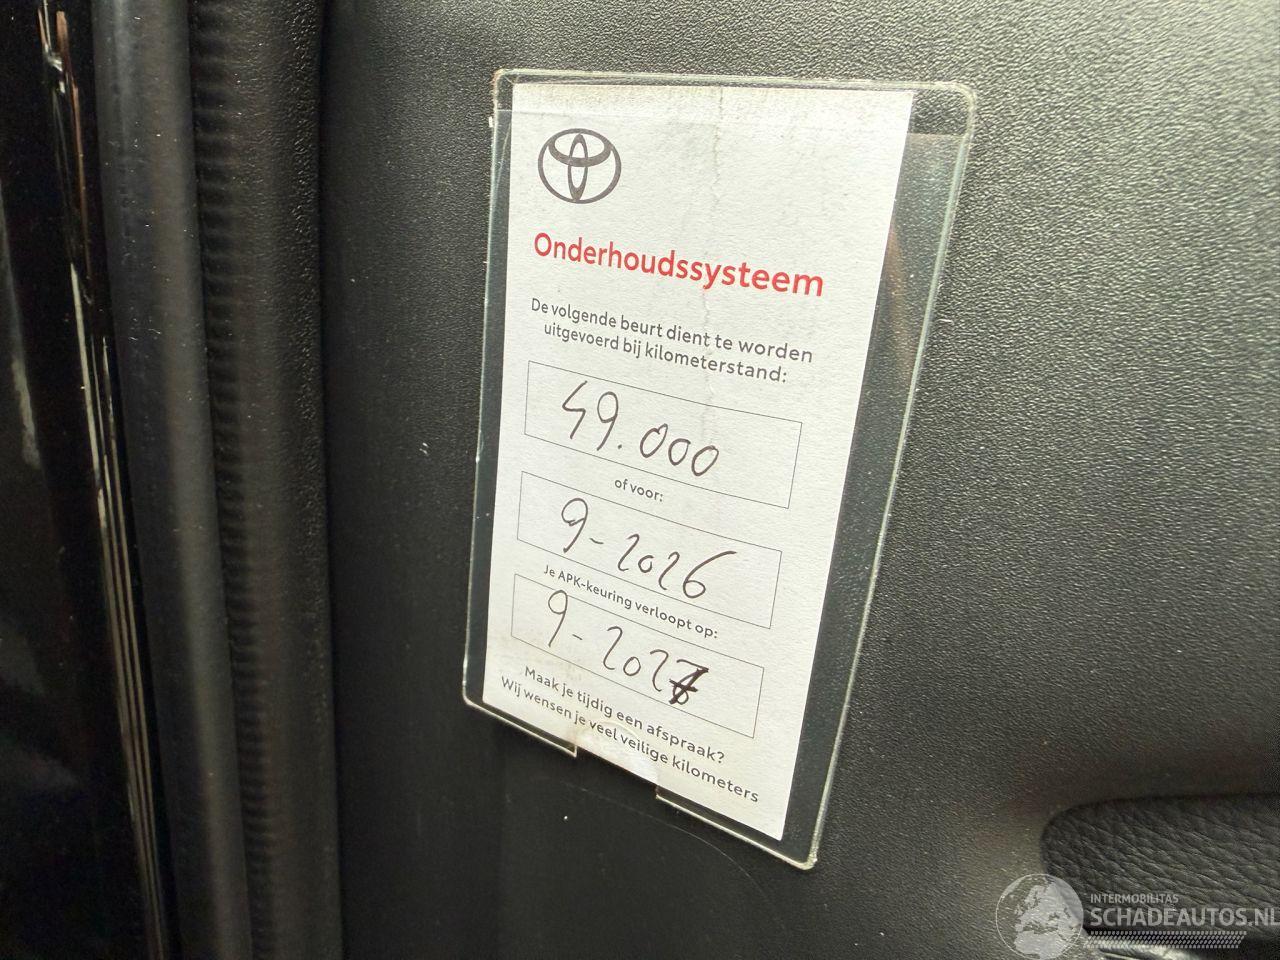 Onderhoudssysteem
De volgende beurt dient te worden
uitgevoerd bij kilometerstand:
49.000
of voor:
9-2026
Je APK-keuring verloopt op:
9-2027
Maak je tijdig een afspraak?
Wij wensen je veel veilige kilometers
INTERMOBILITAS
SCHADEAUTOS.NL